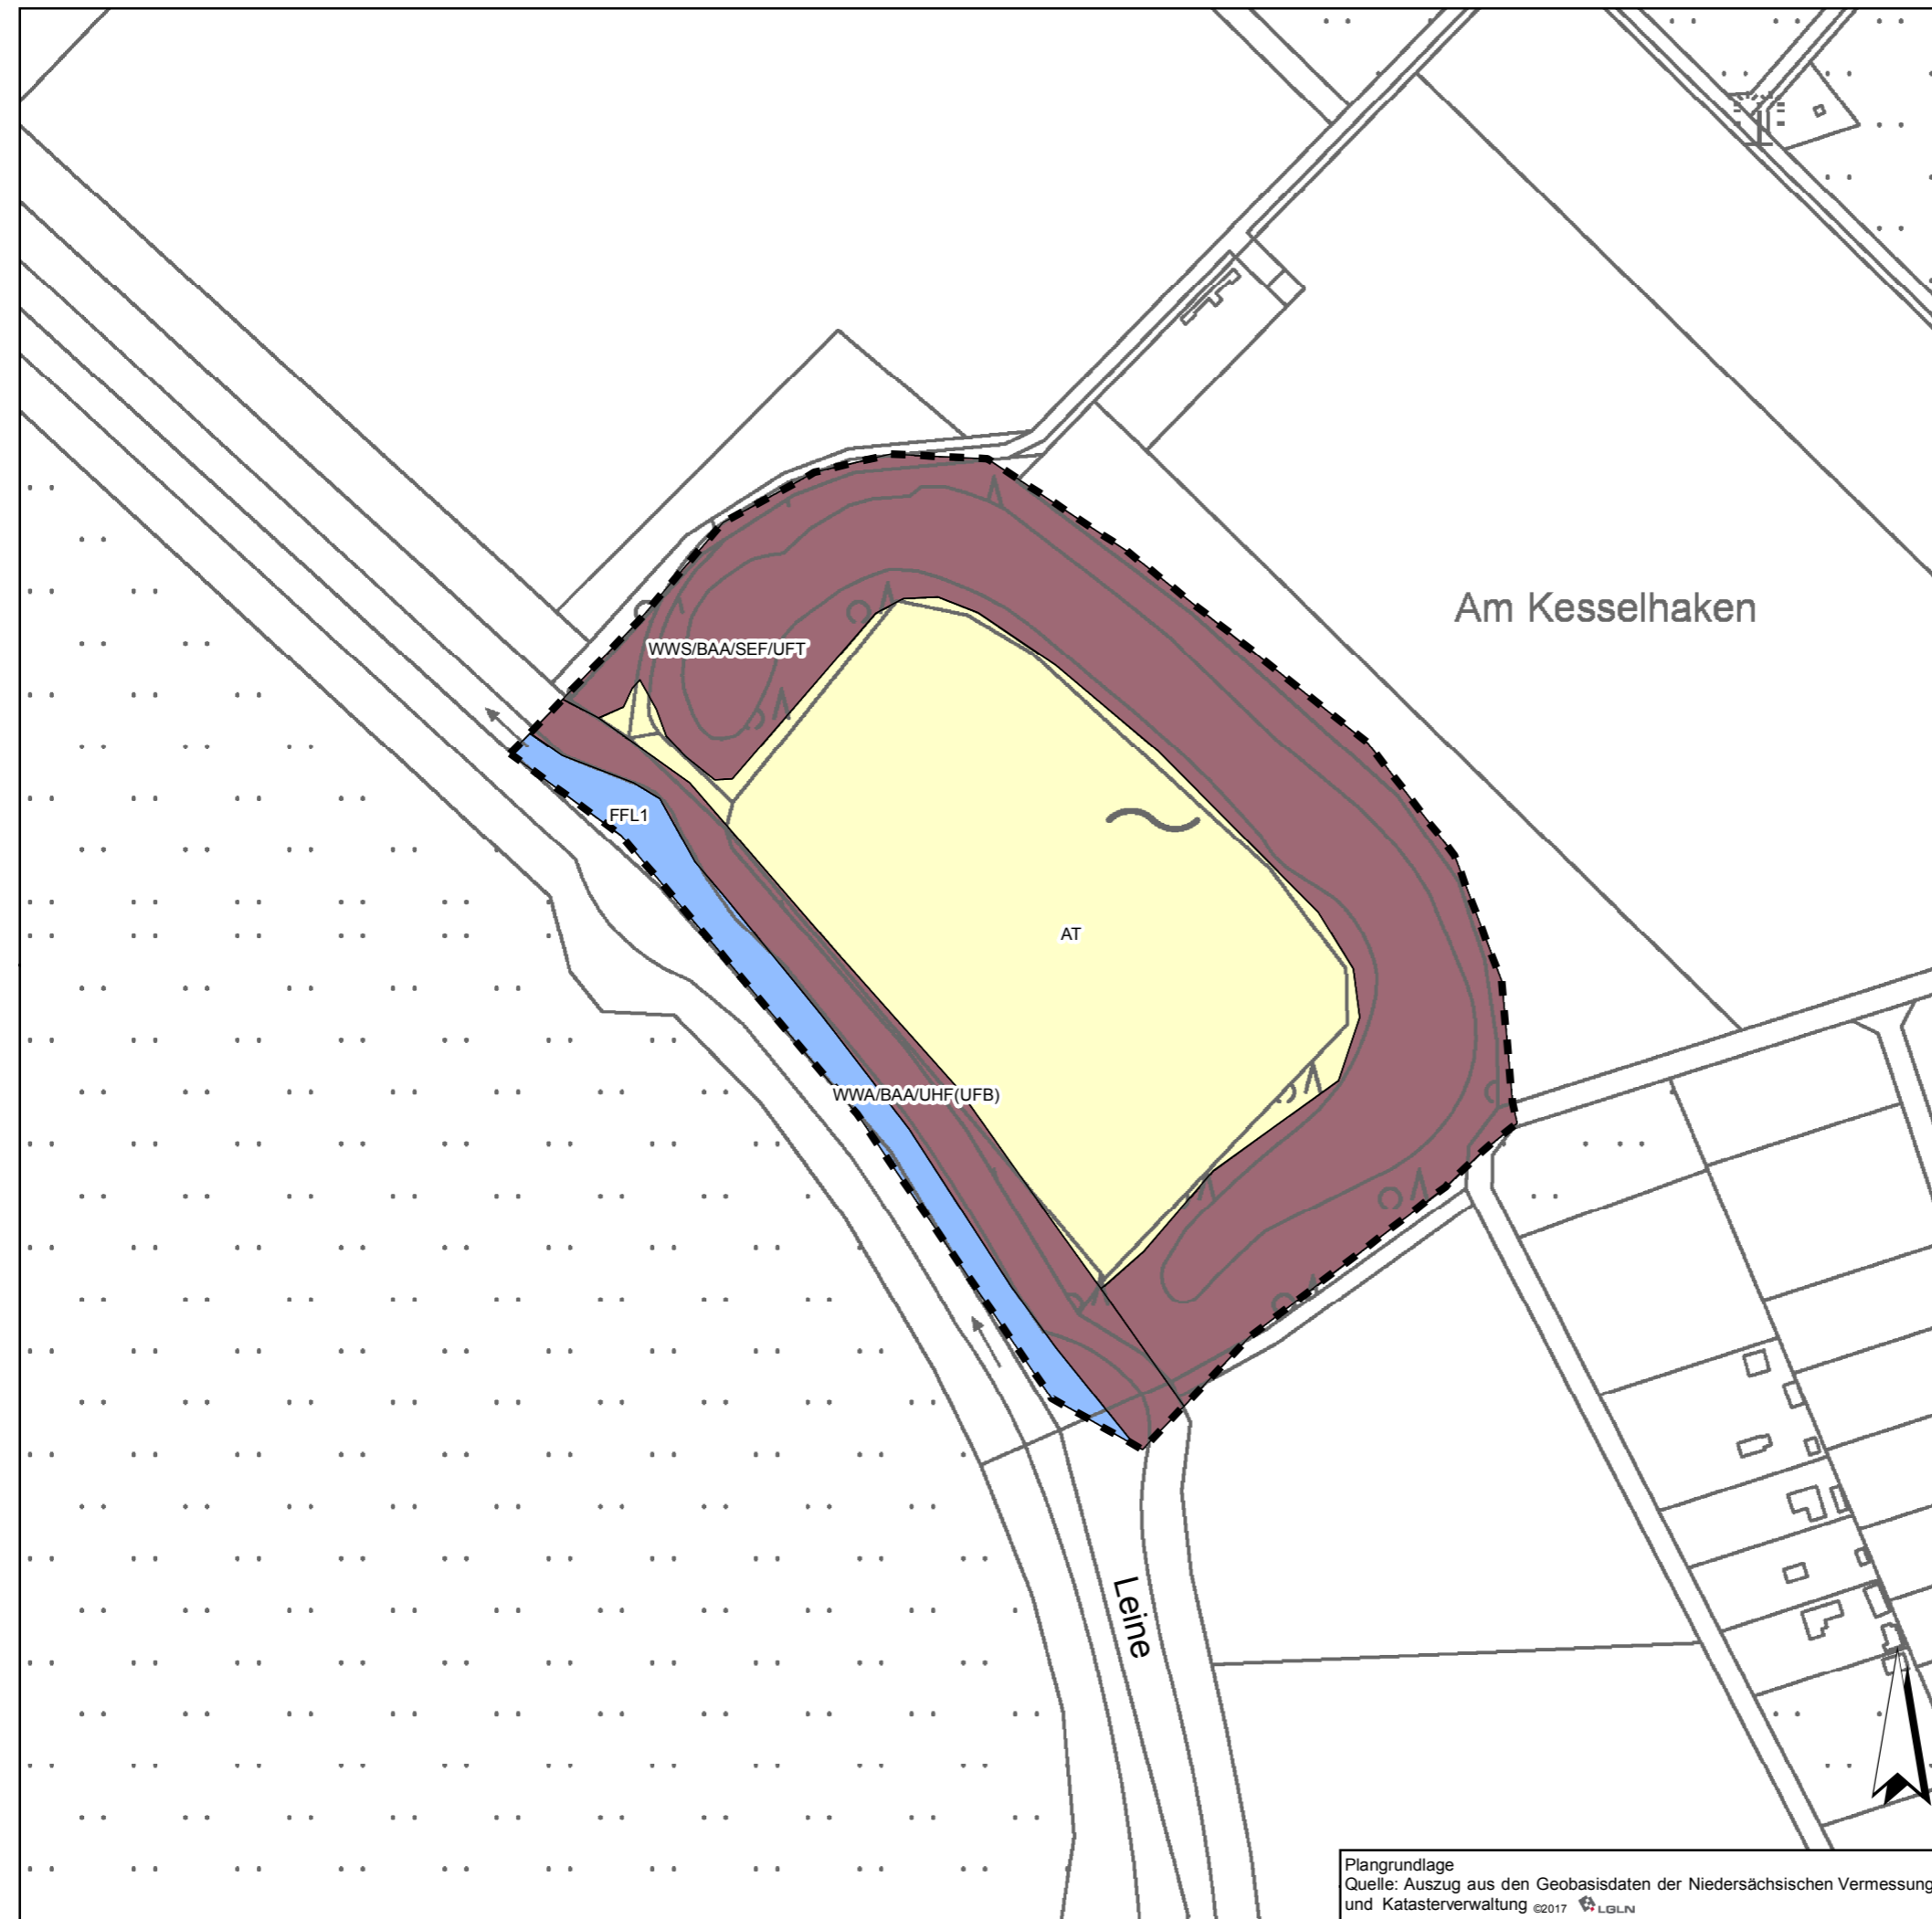 Am Kesselhaken
WWS/BAA/SEF/UFT
FFL1
AT
WWA/BAA/UHF(UFB)
Leine
Plangrundlage
Quelle: Auszug aus den Geobasisdaten der Niedersächsischen Vermessung
und Katasterverwaltung ©2017 LGLN